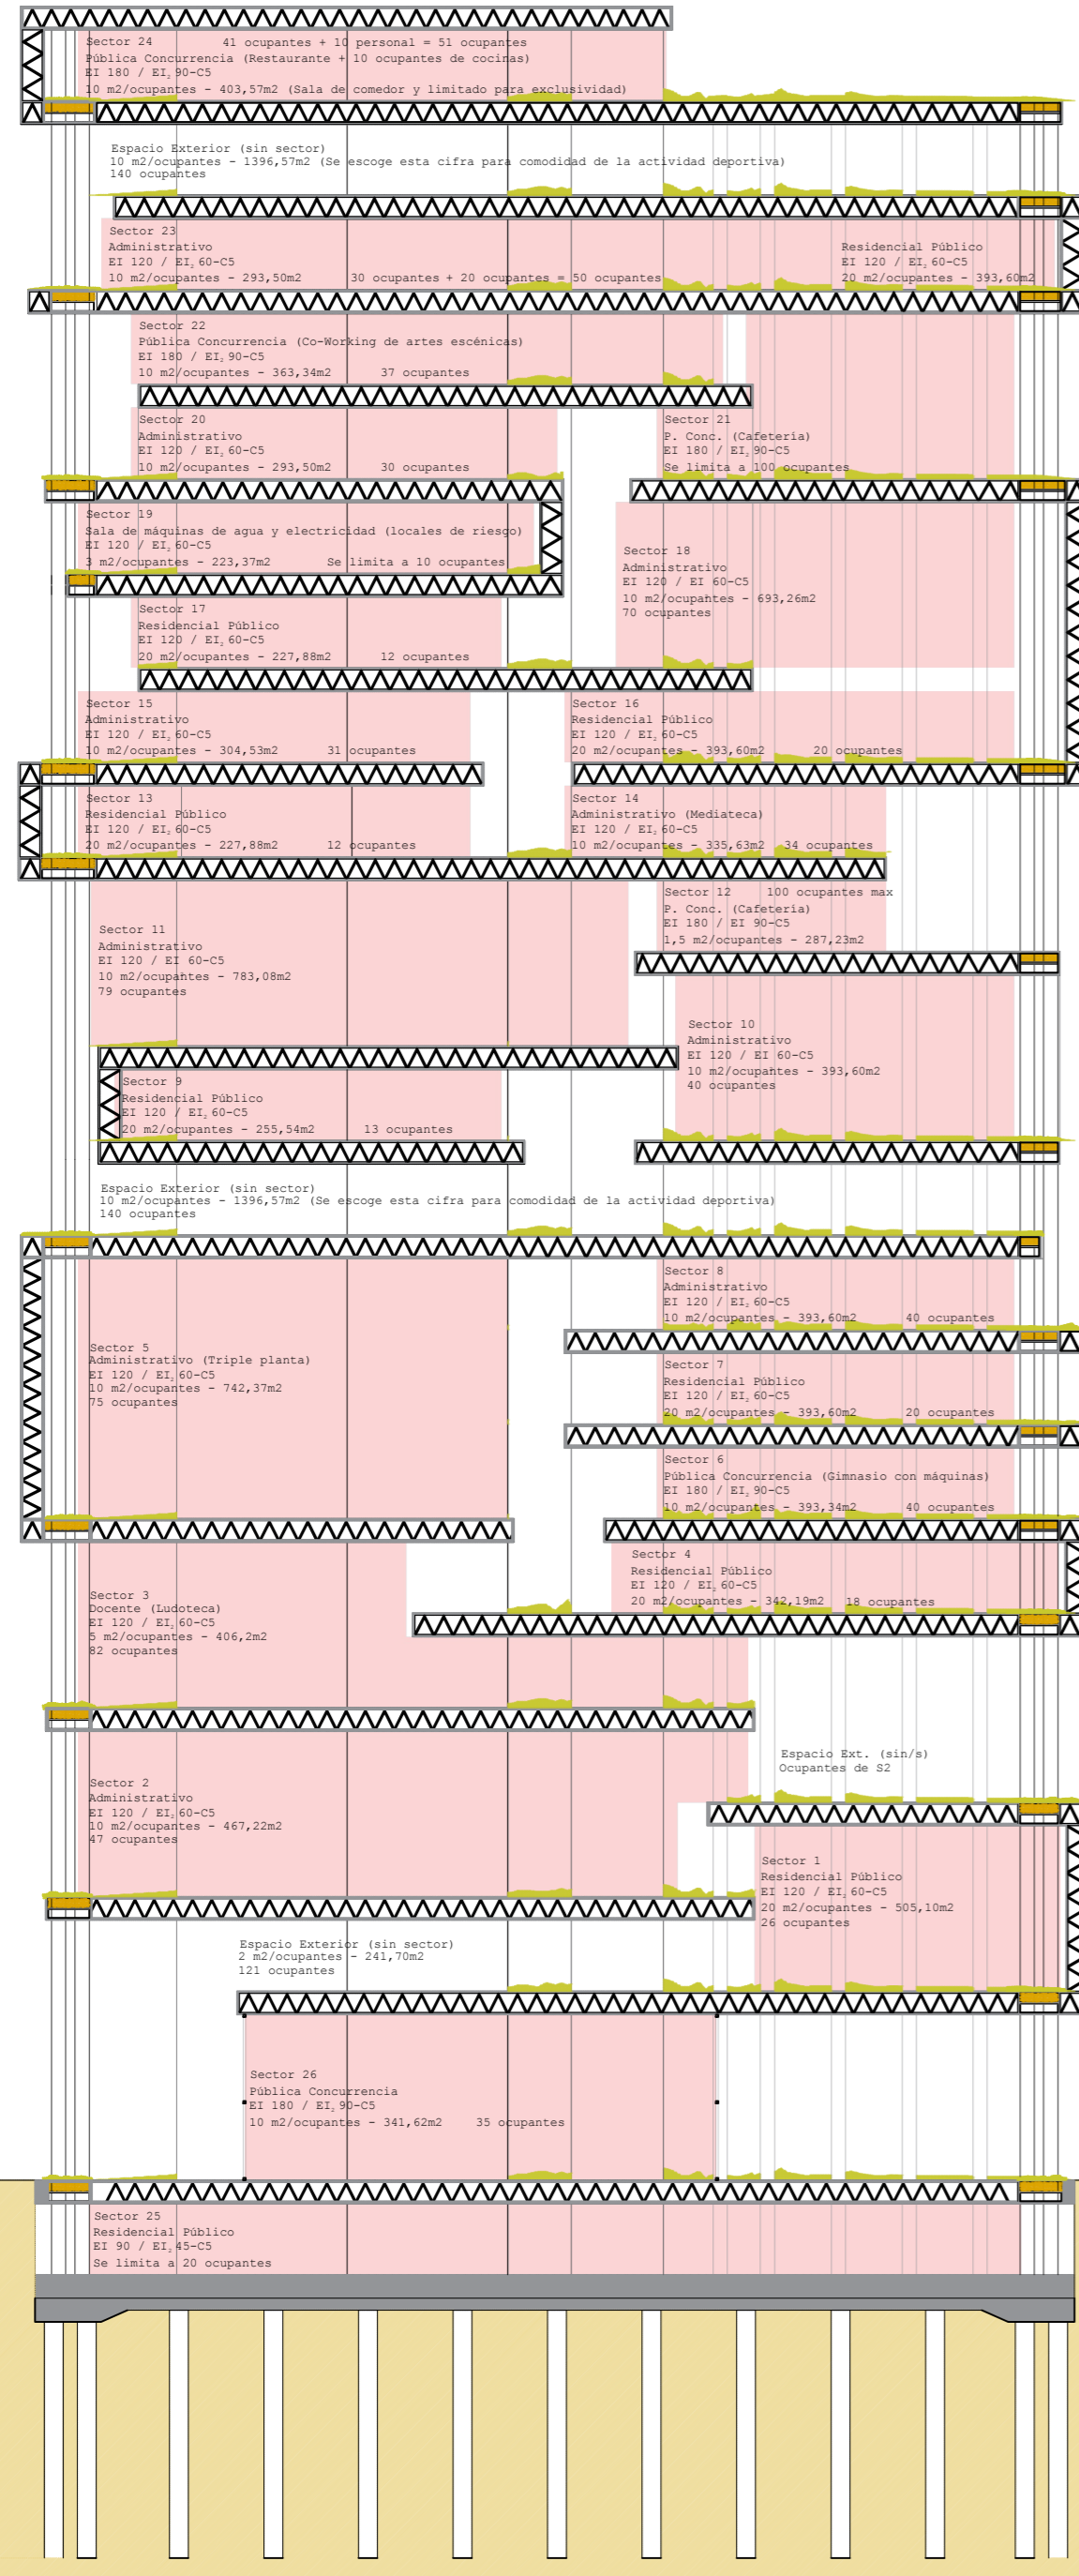 Sector 24 41 ocupantes + 10 personal = 51 ocupantes
Pública Concurrencia (Restaurante + 10 ocupantes de cocinas)
EI 180 / EI₂ 90-C5
10 m2/ocupantes - 403,57m2 (Sala de comedor y limitado para exclusividad)
Espacio Exterior (sin sector)
10 m2/ocupantes - 1396,57m2 (Se escoge esta cifra para comodidad de la actividad deportiva)
140 ocupantes
Sector 23
Administrativo
EI 120 / EI₂ 60-C5
10 m2/ocupantes - 293,50m2 30 ocupantes + 20 ocupantes = 50 ocupantes
Residencial Público
EI 120 / EI₂ 60-C5
20 m2/ocupantes - 393,60m2
Sector 22
Pública Concurrencia (Co-Working de artes escénicas)
EI 180 / EI₂ 90-C5
10 m2/ocupantes - 363,34m2 37 ocupantes
Sector 20
Administrativo
EI 120 / EI₂ 60-C5
10 m2/ocupantes - 293,50m2 30 ocupantes
Sector 21
P. Conc. (Cafetería)
EI 180 / EI₂ 90-C5
Se limita a 100 ocupantes
Sector 19
Sala de máquinas de agua y electricidad (locales de riesgo)
EI 120 / EI₂ 60-C5
3 m2/ocupantes - 223,37m2 Se limita a 10 ocupantes
Sector 18
Administrativo
EI 120 / EI 60-C5
10 m2/ocupantes - 693,26m2
70 ocupantes
Sector 17
Residencial Público
EI 120 / EI₂ 60-C5
20 m2/ocupantes - 227,88m2 12 ocupantes
Sector 15
Administrativo
EI 120 / EI₂ 60-C5
10 m2/ocupantes - 304,53m2 31 ocupantes
Sector 16
Residencial Público
EI 120 / EI₂ 60-C5
20 m2/ocupantes - 393,60m2 20 ocupantes
Sector 13
Residencial Público
EI 120 / EI₂ 60-C5
20 m2/ocupantes - 227,88m2 12 ocupantes
Sector 14
Administrativo (Mediateca)
EI 120 / EI₂ 60-C5
10 m2/ocupantes - 335,63m2 34 ocupantes
Sector 12 100 ocupantes max
P. Conc. (Cafetería)
EI 180 / EI 90-C5
1,5 m2/ocupantes - 287,23m2
Sector 11
Administrativo
EI 120 / EI 60-C5
10 m2/ocupantes - 783,08m2
79 ocupantes
Sector 10
Administrativo
EI 120 / EI 60-C5
10 m2/ocupantes - 393,60m2
40 ocupantes
Sector 9
Residencial Público
EI 120 / EI₂ 60-C5
20 m2/ocupantes - 255,54m2 13 ocupantes
Espacio Exterior (sin sector)
10 m2/ocupantes - 1396,57m2 (Se escoge esta cifra para comodidad de la actividad deportiva)
140 ocupantes
Sector 8
Administrativo
EI 120 / EI₂ 60-C5
10 m2/ocupantes - 393,60m2 40 ocupantes
Sector 5
Administrativo (Triple planta)
EI 120 / EI₂ 60-C5
10 m2/ocupantes - 742,37m2
75 ocupantes
Sector 7
Residencial Público
EI 120 / EI₂ 60-C5
20 m2/ocupantes - 393,60m2 20 ocupantes
Sector 6
Pública Concurrencia (Gimnasio con máquinas)
EI 180 / EI₂ 90-C5
10 m2/ocupantes - 393,34m2 40 ocupantes
Sector 4
Residencial Público
EI 120 / EI₂ 60-C5
20 m2/ocupantes - 342,19m2 18 ocupantes
Sector 3
Docente (Ludoteca)
EI 120 / EI₂ 60-C5
5 m2/ocupantes - 406,2m2
82 ocupantes
Espacio Ext. (sin/s)
Ocupantes de S2
Sector 2
Administrativo
EI 120 / EI₂ 60-C5
10 m2/ocupantes - 467,22m2
47 ocupantes
Sector 1
Residencial Público
EI 120 / EI₂ 60-C5
20 m2/ocupantes - 505,10m2
26 ocupantes
Espacio Exterior (sin sector)
2 m2/ocupantes - 241,70m2
121 ocupantes
Sector 26
Pública Concurrencia
EI 180 / EI₂ 90-C5
10 m2/ocupantes - 341,62m2 35 ocupantes
Sector 25
Residencial Público
EI 90 / EI₂ 45-C5
Se limita a 20 ocupantes